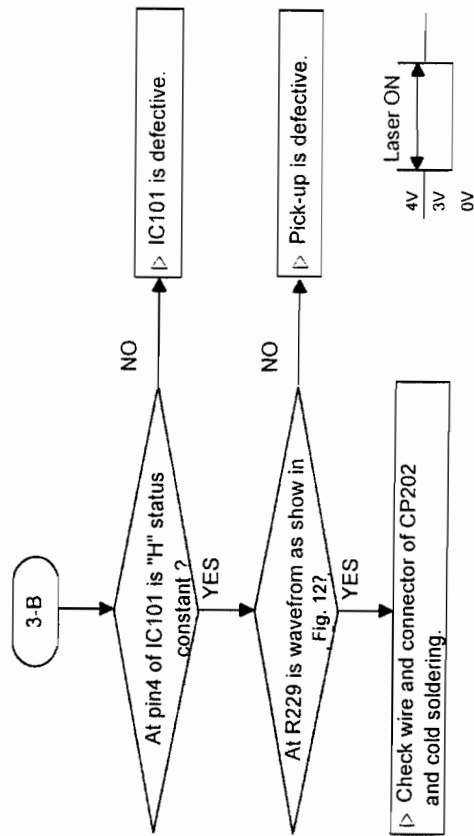 3-B
At pin4 of IC101 is "H" status
constant ?
NO
▷ IC101 is defective.
YES
At R229 is wavefrom as show in
Fig. 12?
NO
▷ Pick-up is defective.
YES
▷ Check wire and connector of CP202
and cold soldering.
Laser ON
4V
3V
0V